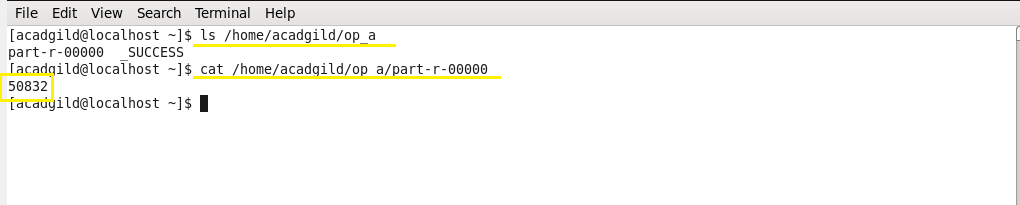 File Edit View Search Terminal Help
[acadgild@localhost ~]$ ls /home/acadgild/op_a
part-r-00000  _SUCCESS
[acadgild@localhost ~]$ cat /home/acadgild/op_a/part-r-00000
50832
[acadgild@localhost ~]$